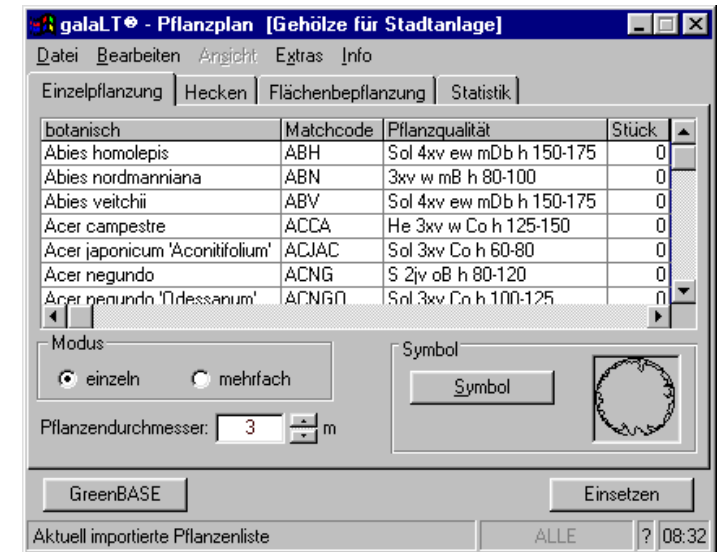 galaLT® - Pflanzplan [Gehölze für Stadtanlage]
Datei Bearbeiten Ansicht Extras Info
Einzelpflanzung Hecken Flächenbepflanzung Statistik
botanisch Matchcode Pflanzqualität Stück
Abies homolepis ABH Sol 4xv ew mDb h 150-175 0
Abies nordmanniana ABN 3xv w mB h 80-100 0
Abies veitchii ABV Sol 4xv ew mDb h 150-175 0
Acer campestre ACCA He 3xv w Co h 125-150 0
Acer japonicum 'Aconitifolium' ACJAC Sol 3xv Co h 60-80 0
Acer negundo ACNG S 2jv oB h 80-120 0
Acer negundo 'Odessanum' ACNGO Sol 3xv Co h 100-125 0
Modus
einzeln mehrfach
Pflanzendurchmesser: 3 m
Symbol
Symbol
GreenBASE Einsetzen
Aktuell importierte Pflanzenliste ALLE ? 08:32